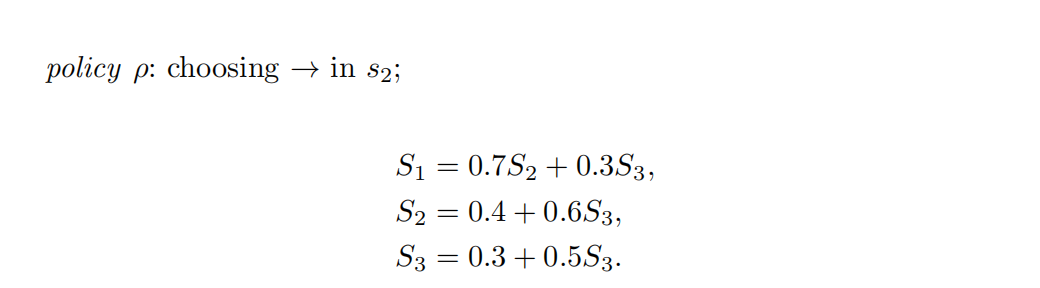 policy ρ: choosing → in s₂;
S₁ = 0.7S₂ + 0.3S₃,
S₂ = 0.4 + 0.6S₃,
S₃ = 0.3 + 0.5S₃.